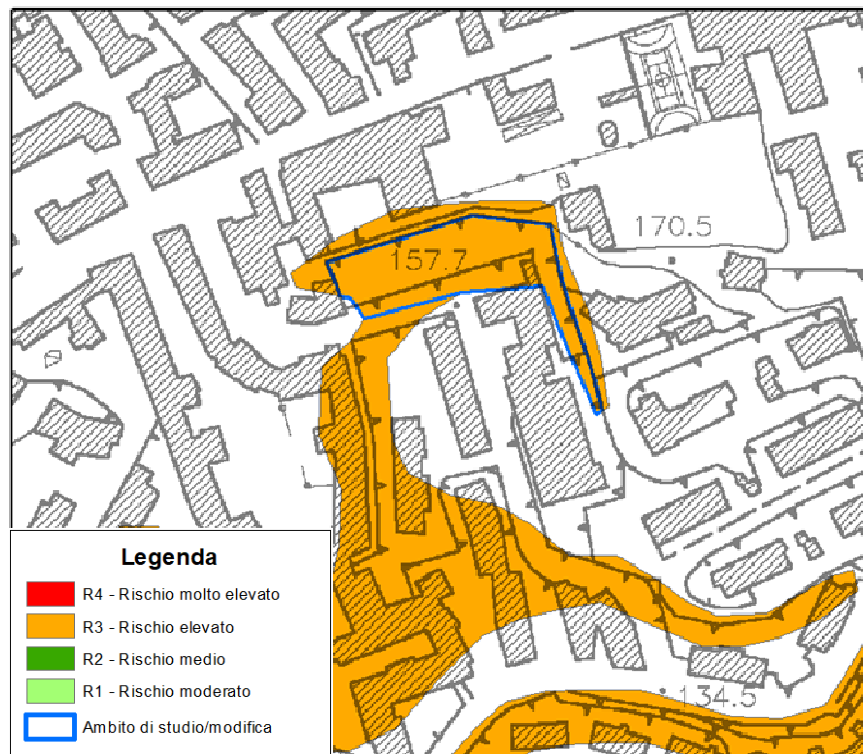 170.5
157.7
134.5
Legenda
R4 - Rischio molto elevato
R3 - Rischio elevato
R2 - Rischio medio
R1 - Rischio moderato
Ambito di studio/modifica